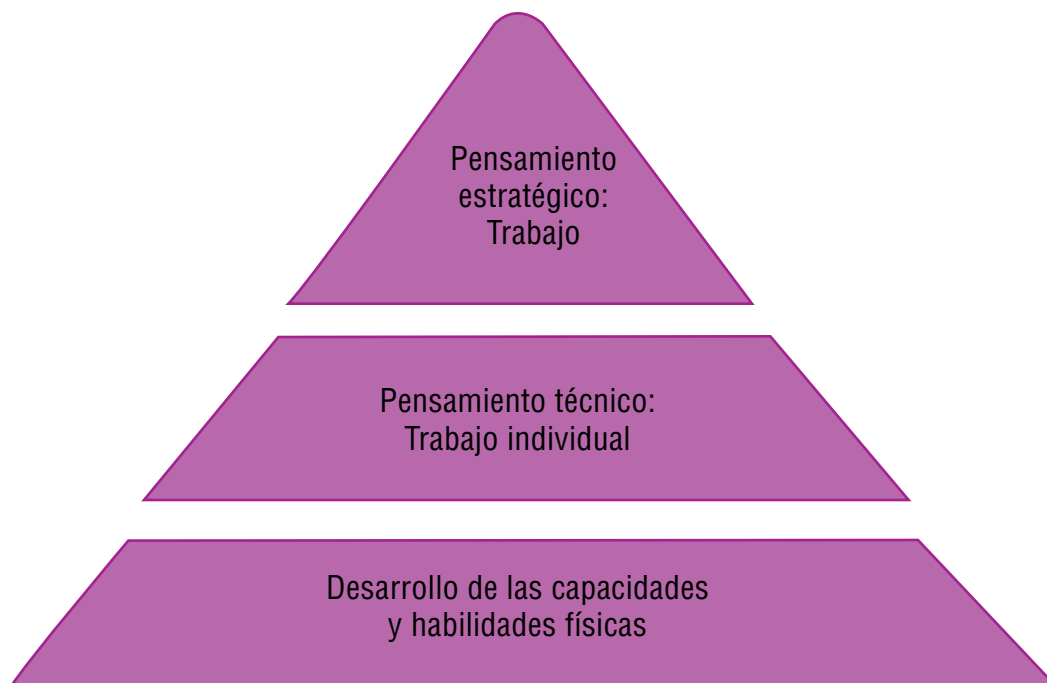 Pensamiento
estratégico:
Trabajo
Pensamiento técnico:
Trabajo individual
Desarrollo de las capacidades
y habilidades físicas